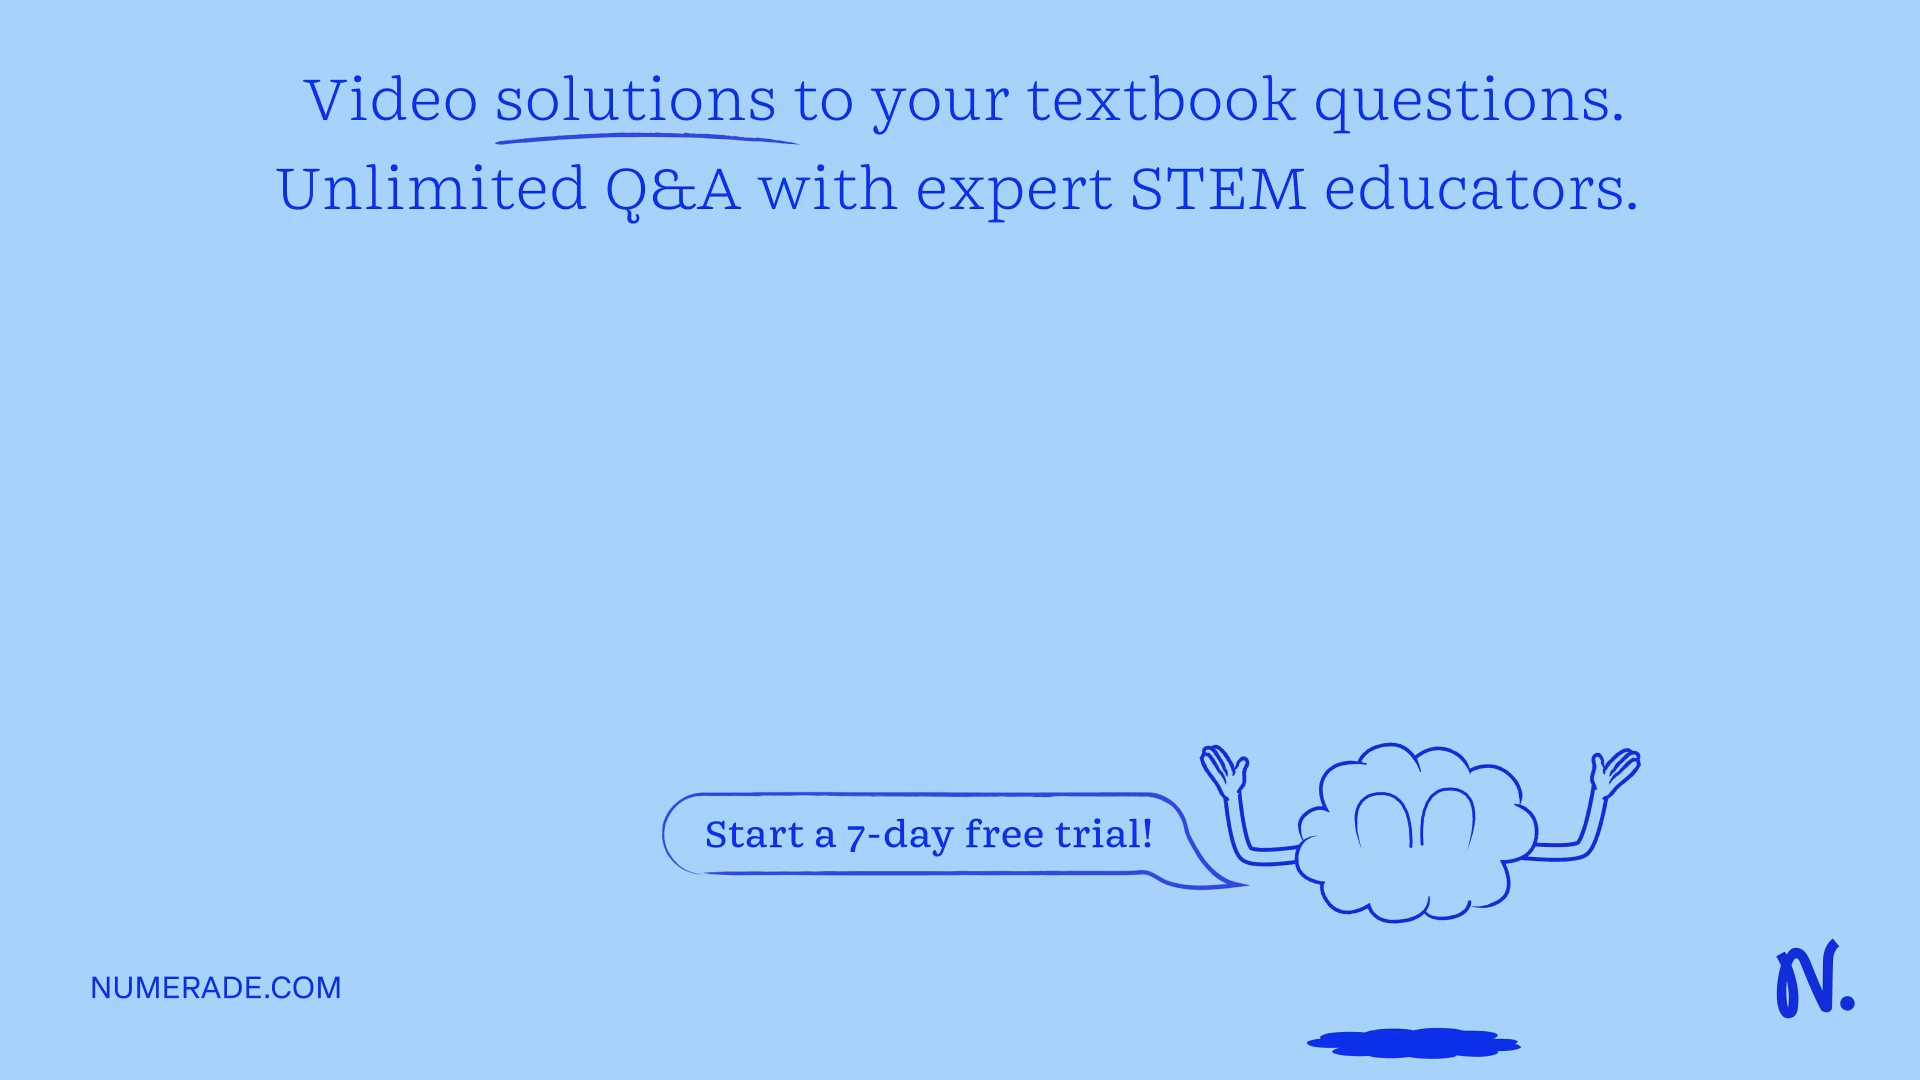 Video solutions to your textbook questions.
Unlimited Q&A with expert STEM educators.
Start a 7-day free trial!
NUMERADE.COM
N.